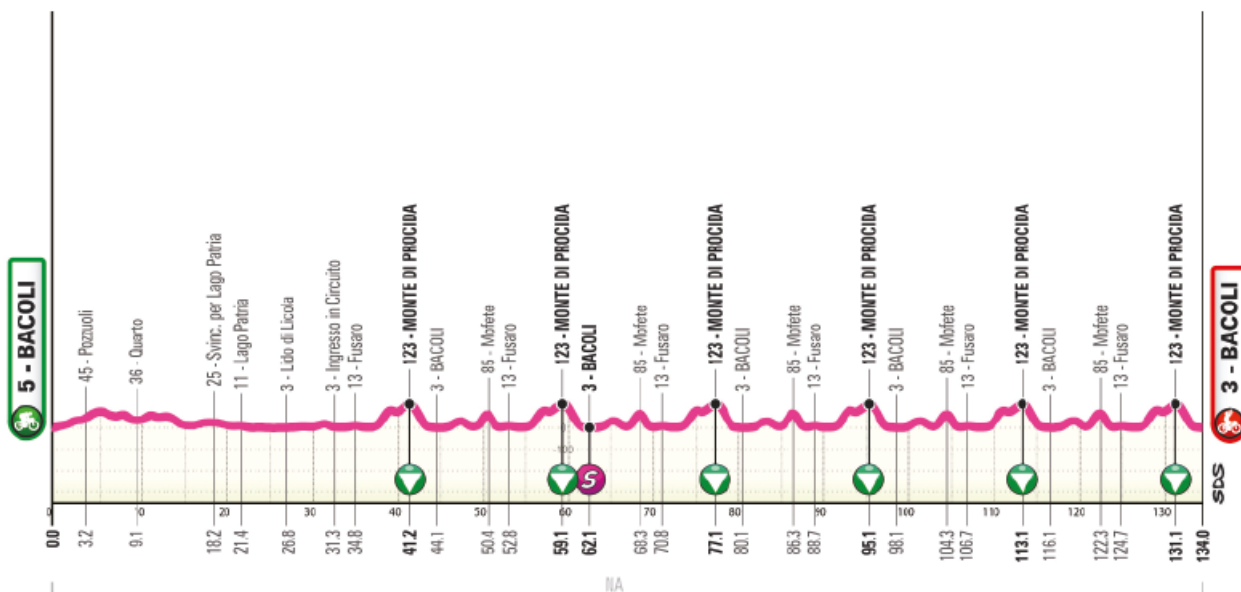 5 - BACOLI
45 - Pozzuoli
36 - Quarto
25 - Svinc. per Lago Patria
11 - Lago Patria
3 - Lido di Licola
3 - Ingresso in Circuito
13 - Fusaro
123 - MONTE DI PROCIDA
3 - BACOLI
85 - Mofete
13 - Fusaro
123 - MONTE DI PROCIDA
3 - BACOLI
85 - Mofete
13 - Fusaro
123 - MONTE DI PROCIDA
3 - BACOLI
85 - Mofete
13 - Fusaro
123 - MONTE DI PROCIDA
3 - BACOLI
85 - Mofete
13 - Fusaro
123 - MONTE DI PROCIDA
3 - BACOLI
85 - Mofete
13 - Fusaro
123 - MONTE DI PROCIDA
3 - BACOLI
0
100
S
SDS
0 10 20 30 40 50 60 70 80 90 100 110 120 130
0.0 3.2 9.1 18.2 21.4 26.8 31.3 34.8 41.2 44.1 50.4 52.8 59.1 62.1 68.3 70.8 77.1 80.1 86.3 88.7 95.1 98.1 104.3 106.7 113.1 116.1 122.3 124.7 131.1 134.0
NA